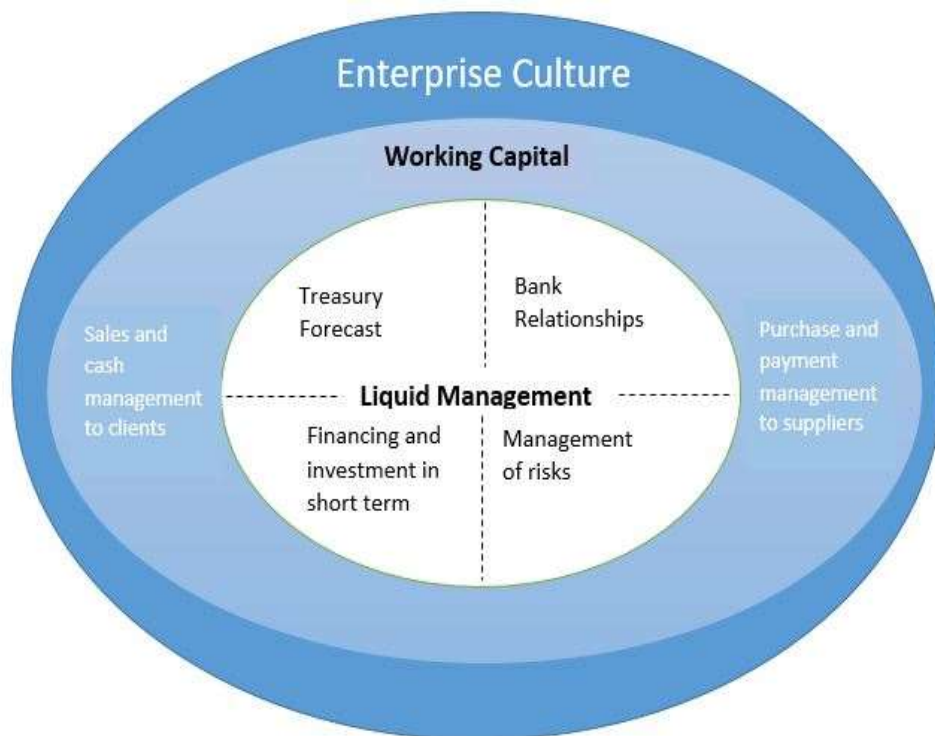 Enterprise Culture
Working Capital
Treasury
Forecast
Bank
Relationships
Sales and
cash
management
to clients
Purchase and
payment
management
to suppliers
Liquid Management
Financing and
investment in
short term
Management
of risks